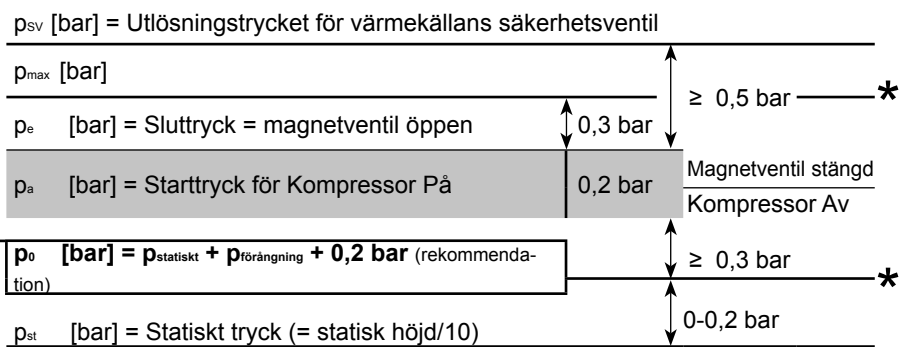 pSV [bar] = Utlösningstrycket för värmekällans säkerhetsventil
pmax [bar]
≥ 0,5 bar *
pe [bar] = Sluttryck = magnetventil öppen 0,3 bar
pa [bar] = Starttryck för Kompressor På 0,2 bar
Magnetventil stängd
Kompressor Av
p0 [bar] = pstatiskt + pförångning + 0,2 bar (rekommenda-
tion)
≥ 0,3 bar *
pst [bar] = Statiskt tryck (= statisk höjd/10)
0-0,2 bar